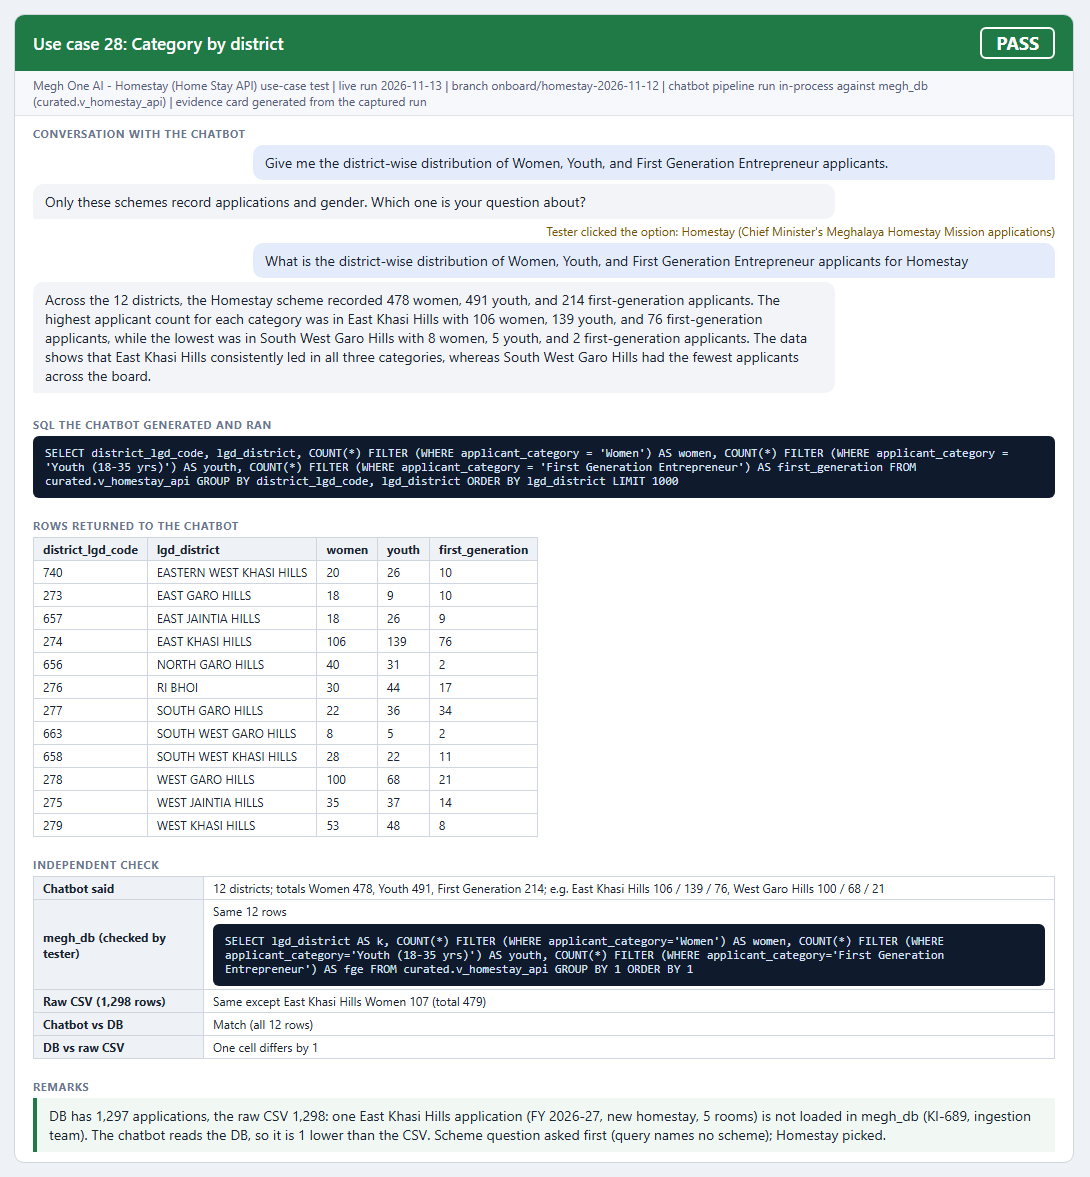 Use case 28: Category by district
PASS
Megh One AI - Homestay (Home Stay API) use-case test | live run 2026-11-13 | branch onboard/homestay-2026-11-12 | chatbot pipeline run in-process against megh_db
(curated.v_homestay_api) | evidence card generated from the captured run
CONVERSATION WITH THE CHATBOT
Give me the district-wise distribution of Women, Youth, and First Generation Entrepreneur applicants.
Only these schemes record applications and gender. Which one is your question about?
Tester clicked the option: Homestay (Chief Minister's Meghalaya Homestay Mission applications)
What is the district-wise distribution of Women, Youth, and First Generation Entrepreneur applicants for Homestay
Across the 12 districts, the Homestay scheme recorded 478 women, 491 youth, and 214 first-generation applicants. The
highest applicant count for each category was in East Khasi Hills with 106 women, 139 youth, and 76 first-generation
applicants, while the lowest was in South West Garo Hills with 8 women, 5 youth, and 2 first-generation applicants. The data
shows that East Khasi Hills consistently led in all three categories, whereas South West Garo Hills had the fewest applicants
across the board.
SQL THE CHATBOT GENERATED AND RAN
SELECT district_lgd_code, lgd_district, COUNT(*) FILTER (WHERE applicant_category = 'Women') AS women, COUNT(*) FILTER (WHERE applicant_category =
'Youth (18-35 yrs)') AS youth, COUNT(*) FILTER (WHERE applicant_category = 'First Generation Entrepreneur') AS first_generation FROM
curated.v_homestay_api GROUP BY district_lgd_code, lgd_district ORDER BY lgd_district LIMIT 1000
ROWS RETURNED TO THE CHATBOT
district_lgd_code lgd_district women youth first_generation
740 EASTERN WEST KHASI HILLS 20 26 10
273 EAST GARO HILLS 18 9 10
657 EAST JAINTIA HILLS 18 26 9
274 EAST KHASI HILLS 106 139 76
656 NORTH GARO HILLS 40 31 2
276 RI BHOI 30 44 17
277 SOUTH GARO HILLS 22 36 34
663 SOUTH WEST GARO HILLS 8 5 2
658 SOUTH WEST KHASI HILLS 28 22 11
278 WEST GARO HILLS 100 68 21
275 WEST JAINTIA HILLS 35 37 14
279 WEST KHASI HILLS 53 48 8
INDEPENDENT CHECK
Chatbot said 12 districts; totals Women 478, Youth 491, First Generation 214; e.g. East Khasi Hills 106 / 139 / 76, West Garo Hills 100 / 68 / 21
megh_db (checked by
tester)
Same 12 rows
SELECT lgd_district AS k, COUNT(*) FILTER (WHERE applicant_category='Women') AS women, COUNT(*) FILTER (WHERE
applicant_category='Youth (18-35 yrs)') AS youth, COUNT(*) FILTER (WHERE applicant_category='First Generation
Entrepreneur') AS fge FROM curated.v_homestay_api GROUP BY 1 ORDER BY 1
Raw CSV (1,298 rows) Same except East Khasi Hills Women 107 (total 479)
Chatbot vs DB Match (all 12 rows)
DB vs raw CSV One cell differs by 1
REMARKS
DB has 1,297 applications, the raw CSV 1,298: one East Khasi Hills application (FY 2026-27, new homestay, 5 rooms) is not loaded in megh_db (KI-689, ingestion
team). The chatbot reads the DB, so it is 1 lower than the CSV. Scheme question asked first (query names no scheme); Homestay picked.